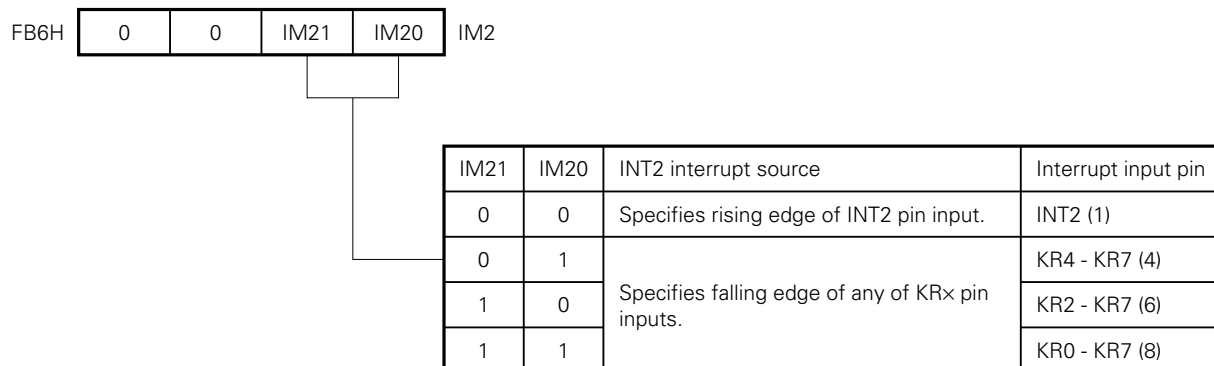 FB6H 0 0 IM21 IM20 IM2
IM21 IM20 INT2 interrupt source Interrupt input pin
0 0 Specifies rising edge of INT2 pin input. INT2 (1)
0 1 KR4 - KR7 (4)
Specifies falling edge of any of KR× pin
inputs.
1 0 KR2 - KR7 (6)
1 1 KR0 - KR7 (8)